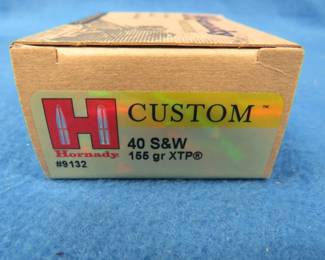 CUSTOM™
H
Hornady
40 S&W
155 gr XTP®
#9132